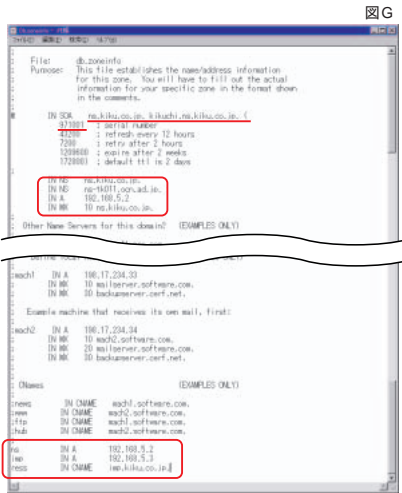 図G
; File: db.zoneinfo
; Purpose: This file establishes the name/address information
; for this zone. You will have to fill out the actual
; information for your specific zone in the format shown
; in the comments.
;
@ IN SOA ns.kiku.co.jp. kikuchi.ns.kiku.co.jp. (
971001 ; serial number
43200 ; refresh every 12 hours
7200 ; retry after 2 hours
1209600 ; expire after 2 weeks
172800) ; default ttl is 2 days
;
IN NS ns.kiku.co.jp.
IN NS ns-tk011.ocn.ad.jp.
IN A 192.168.5.2
IN MX 10 ns.kiku.co.jp.
;
; Other Name Servers for this domain? (EXAMPLES ONLY)
;
;mach1 IN A 198.17.234.33
; IN MX 10 mailserver.software.com.
; IN MX 30 backupserver.cerf.net.
;
; Example machine that receives its own mail, first:
;
;mach2 IN A 198.17.234.34
; IN MX 10 mach2.software.com.
; IN MX 20 mailserver.software.com.
; IN MX 30 backupserver.cerf.net.
;
; CNames (EXAMPLES ONLY)
;
;news IN CNAME mach1.software.com.
;www IN CNAME mach2.software.com.
;ftp IN CNAME mach2.software.com.
;hub IN CNAME mach2.software.com.
ns IN A 192.168.5.2
imp IN A 192.168.5.3
ress IN CNAME imp.kiku.co.jp.